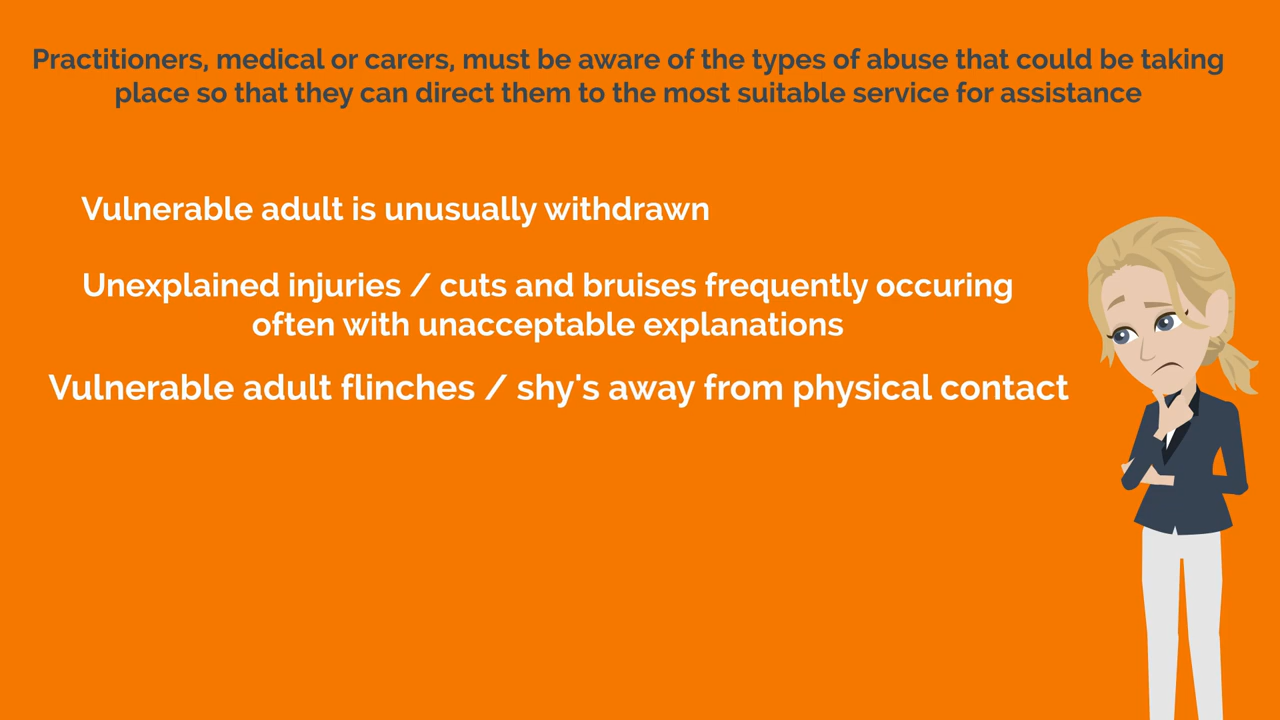 Practitioners, medical or carers, must be aware of the types of abuse that could be taking
place so that they can direct them to the most suitable service for assistance
Vulnerable adult is unusually withdrawn
Unexplained injuries / cuts and bruises frequently occuring
often with unacceptable explanations
Vulnerable adult flinches / shy's away from physical contact